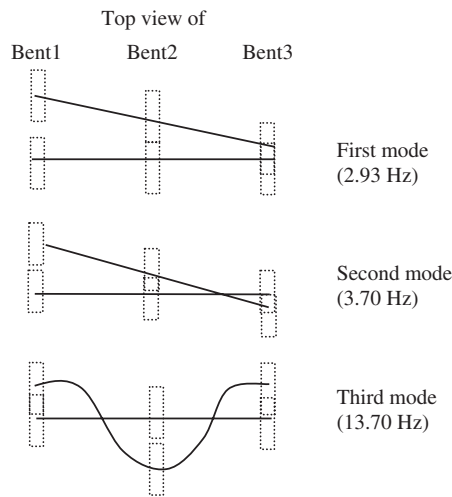 Top view of
Bent1 Bent2 Bent3
First mode
(2.93 Hz)
Second mode
(3.70 Hz)
Third mode
(13.70 Hz)